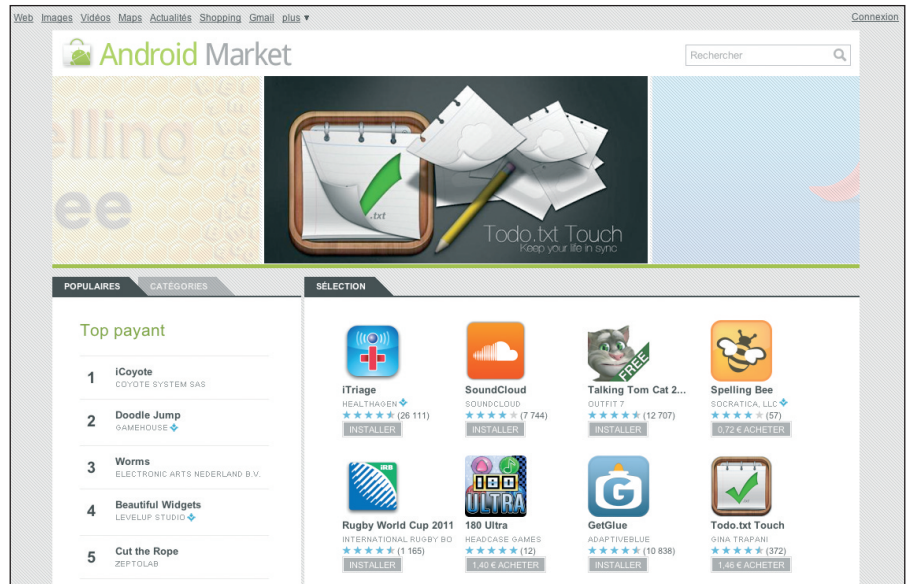 Web Images Vidéos Maps Actualités Shopping Gmail plus ▼
Connexion
Android Market
Rechercher
elling
ee
.txt
Todo.txt Touch
Keep your life in sync
POPULAIRES
CATÉGORIES
SÉLECTION
Top payant
1
iCoyote
COYOTE SYSTEM SAS
2
Doodle Jump
GAMEHOUSE
3
Worms
ELECTRONIC ARTS NEDERLAND B.V.
4
Beautiful Widgets
LEVELUP STUDIO
5
Cut the Rope
ZEPTOLAB
iTriage
HEALTHAGEN
(26 111)
INSTALLER
SoundCloud
SOUNDCLOUD
(7 744)
INSTALLER
FREE
Talking Tom Cat 2...
OUTFIT 7
(12 707)
INSTALLER
Spelling Bee
SOCRATICA, LLC
(57)
0,72 € ACHETER
IRB
Rugby World Cup 2011
INTERNATIONAL RUGBY BO
(1 165)
INSTALLER
180
ULTRA
180 Ultra
HEADCASE GAMES
(12)
1,40 € ACHETER
G
GetGlue
ADAPTIVEBLUE
(10 838)
INSTALLER
Todo.txt Touch
GINA TRAPANI
(372)
1,46 € ACHETER